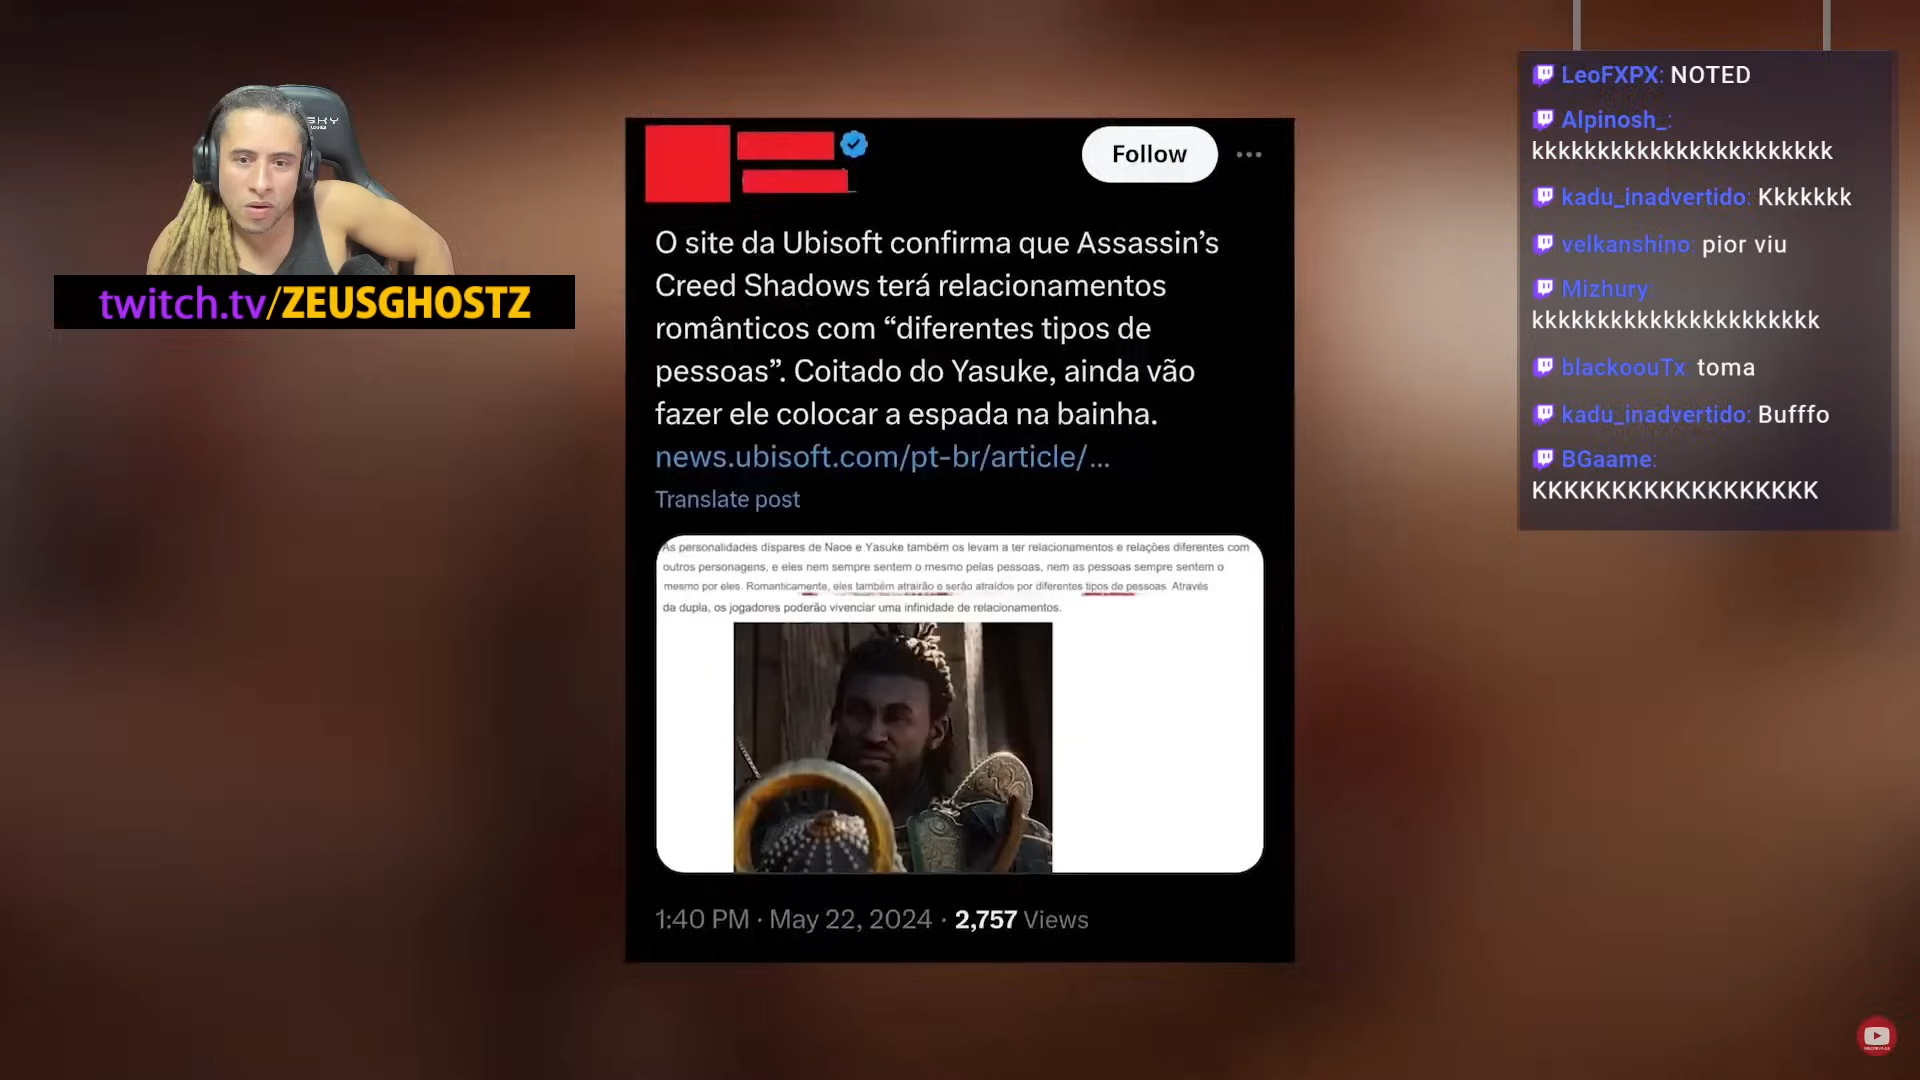 twitch.tv/ZEUSGHOSTZ
Follow
O site da Ubisoft confirma que Assassin’s
Creed Shadows terá relacionamentos
românticos com “diferentes tipos de
pessoas”. Coitado do Yasuke, ainda vão
fazer ele colocar a espada na bainha.
news.ubisoft.com/pt-br/article/...
Translate post
As personalidades díspares de Naoe e Yasuke também os levam a ter relacionamentos e relações diferentes com
outros personagens, e eles nem sempre sentem o mesmo pelas pessoas, nem as pessoas sempre sentem o
mesmo por eles. Romanticamente, eles também atrairão e serão atraídos por diferentes tipos de pessoas. Através
da dupla, os jogadores poderão vivenciar uma infinidade de relacionamentos.
1:40 PM · May 22, 2024 · 2,757 Views
LeoFXPX: NOTED
Alpinosh_:
kkkkkkkkkkkkkkkkkkkkkkk
kadu_inadvertido: Kkkkkkk
velkanshino: pior viu
Mizhury:
kkkkkkkkkkkkkkkkkkkkkk
blackoouTx: toma
kadu_inadvertido: Bufffo
BGaame:
KKKKKKKKKKKKKKKKKK